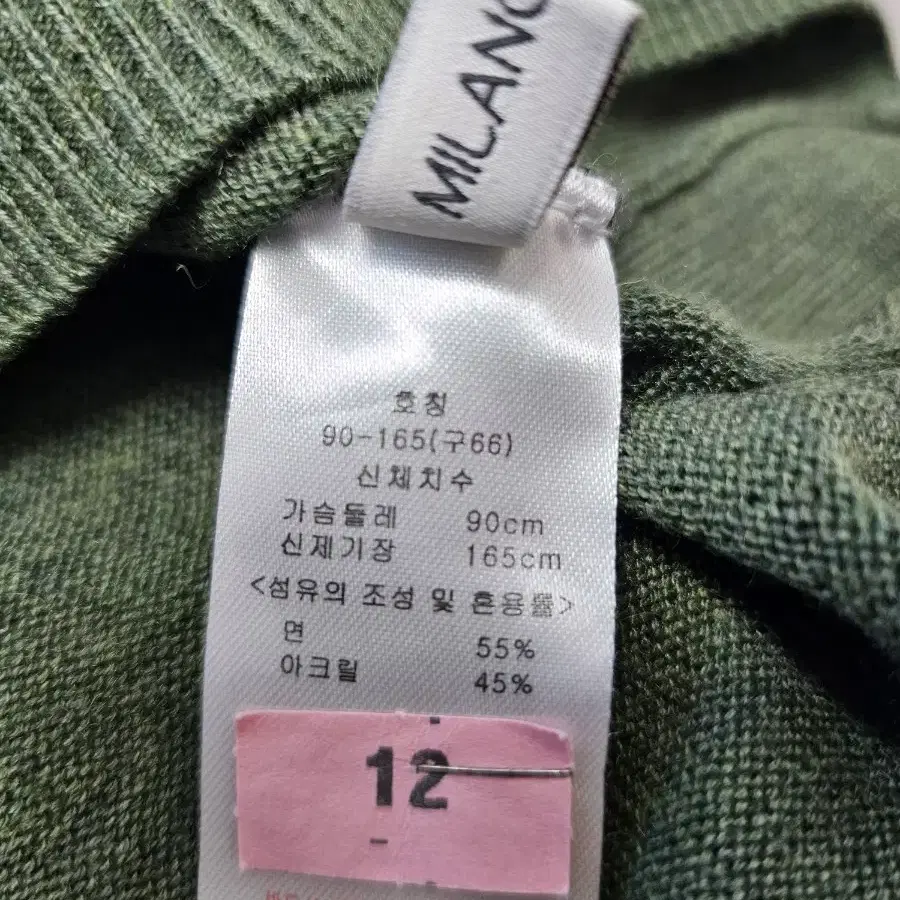 MILANO
호칭
90-165(구66)
신체치수
가슴둘레 90cm
신제기장 165cm
<섬유의 조성 및 혼용률>
면 55%
아크릴 45%
12